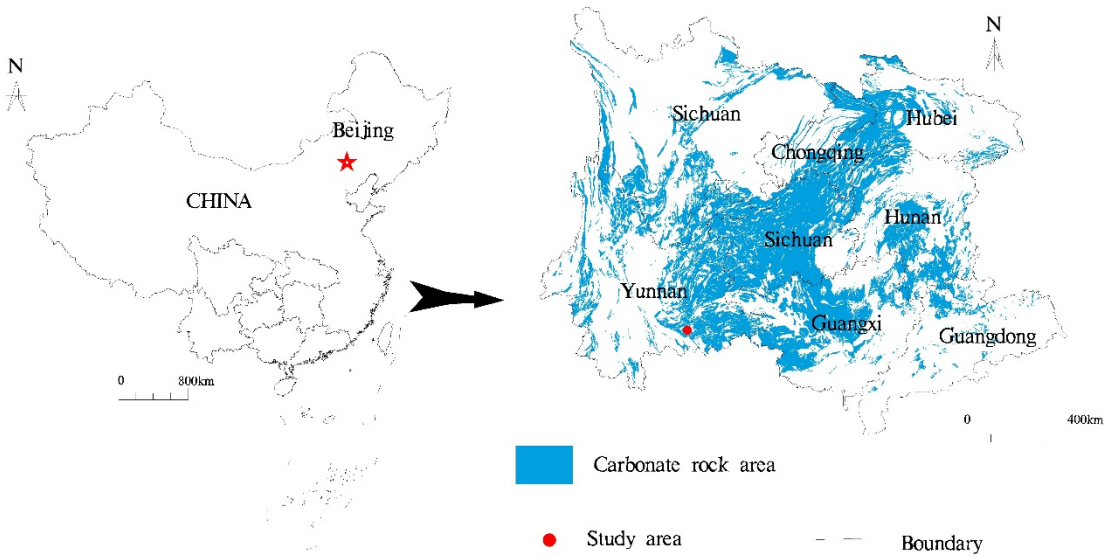 N
Beijing
CHINA
0 800km
N
Sichuan
Hubei
Chongqing
Hunan
Sichuan
Yunnan
Guangxi
Guangdong
0 400km
Carbonate rock area
Study area
Boundary